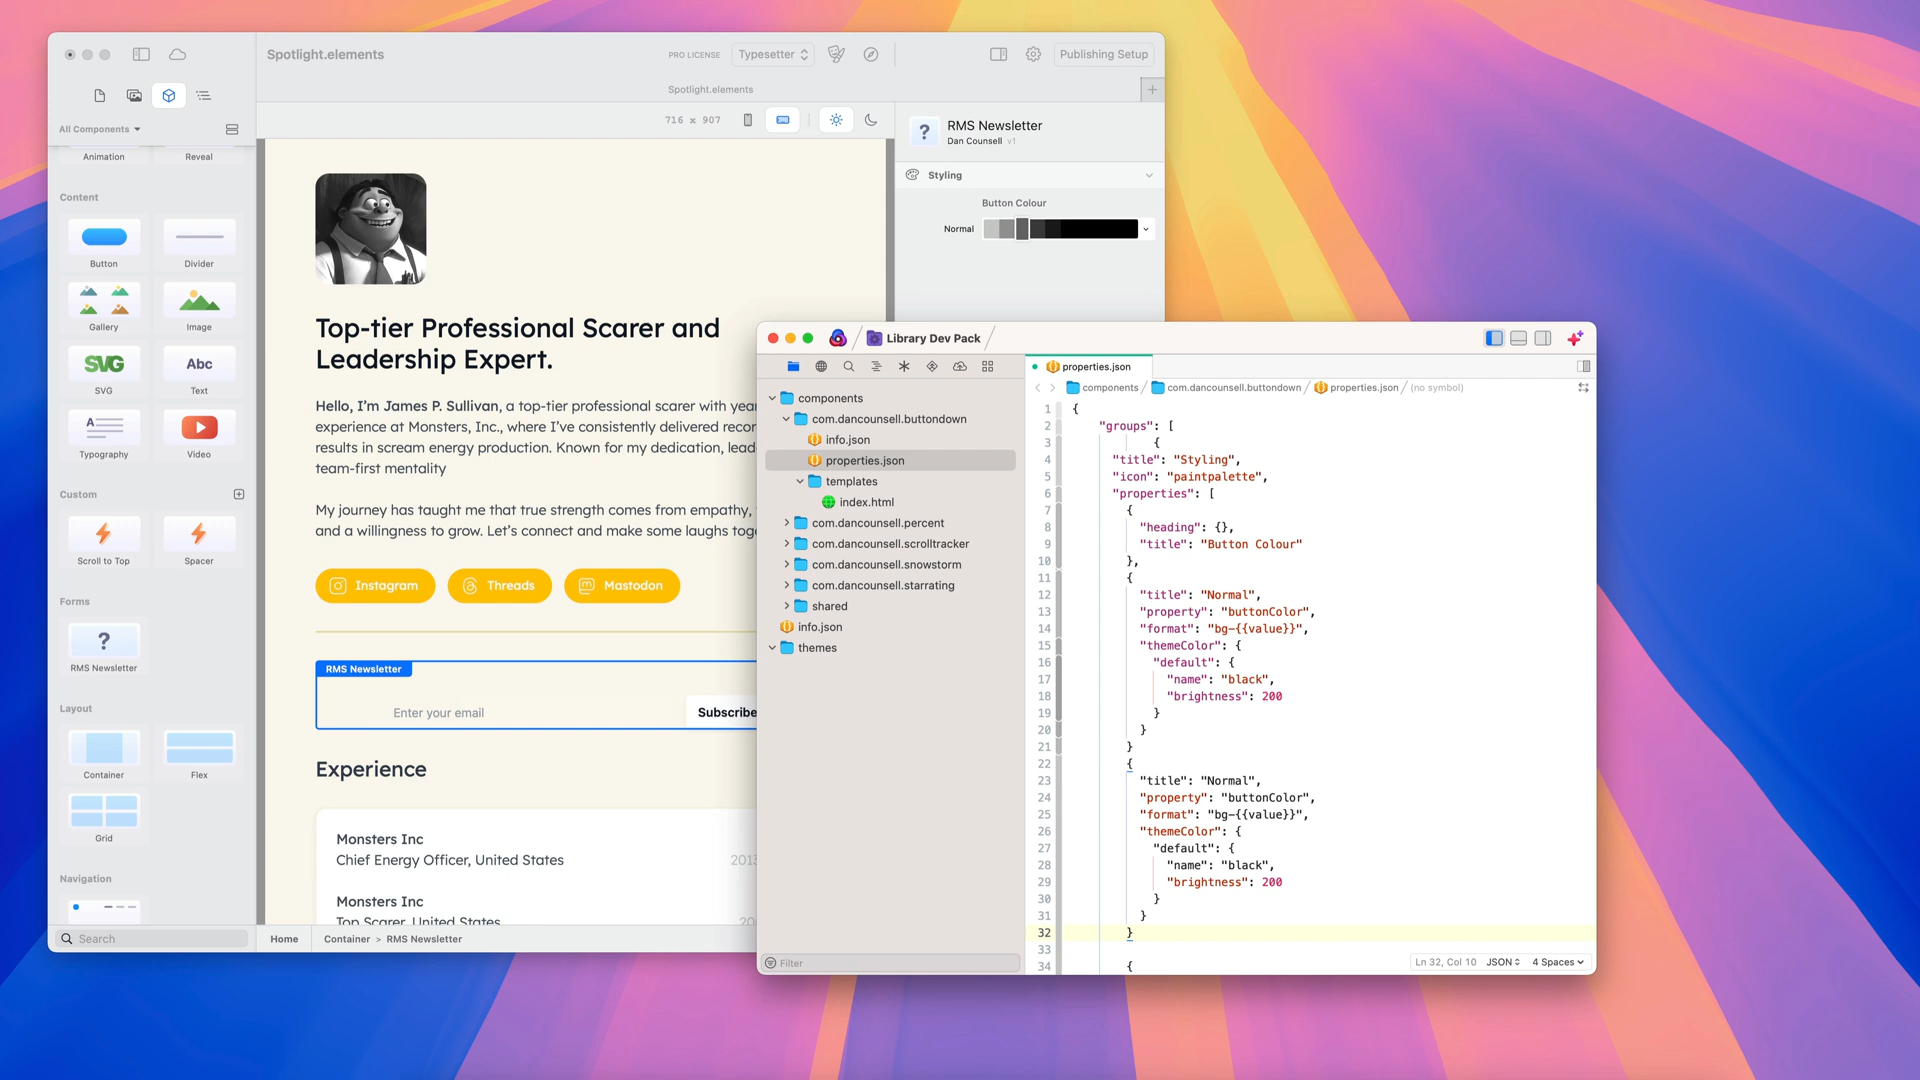 Spotlight.elements
PRO LICENSE
Typesetter
Publishing Setup
Spotlight.elements
All Components
716 x 907
Animation
Reveal
Content
Button
Divider
Gallery
Image
SVG
SVG
Abc
Text
A
Typography
Video
Custom
Scroll to Top
Spacer
Forms
?
RMS Newsletter
Layout
Container
Flex
Grid
Navigation
Search
Top-tier Professional Scarer and
Leadership Expert.
Hello, I’m James P. Sullivan, a top-tier professional scarer with
experience at Monsters, Inc., where I’ve consistently delivered
results in scream energy production. Known for my dedication,
team-first mentality
My journey has taught me that true strength comes from empathy,
and a willingness to grow. Let’s connect and make some laughs
Instagram
Threads
Mastodon
RMS Newsletter
Enter your email
Subscribe
Experience
Monsters Inc
Chief Energy Officer, United States
2013
Monsters Inc
Top Scarer, United States
Home
Container > RMS Newsletter
?
RMS Newsletter
Dan Counsell v1
Styling
Button Colour
Normal
Library Dev Pack
components
com.dancounsell.buttondown
info.json
properties.json
templates
index.html
com.dancounsell.percent
com.dancounsell.scrolltracker
com.dancounsell.snowstorm
com.dancounsell.starrating
shared
info.json
themes
Filter
properties.json
components
com.dancounsell.buttondown
properties.json
(no symbol)
1 {
2 "groups": [
3 {
4 "title": "Styling",
5 "icon": "paintpalette",
6 "properties": [
7 {
8 "heading": {},
9 "title": "Button Colour"
10 },
11 {
12 "title": "Normal",
13 "property": "buttonColor",
14 "format": "bg-{{value}}",
15 "themeColor": {
16 "default": {
17 "name": "black",
18 "brightness": 200
19 }
20 }
21 }
22 {
23 "title": "Normal",
24 "property": "buttonColor",
25 "format": "bg-{{value}}",
26 "themeColor": {
27 "default": {
28 "name": "black",
29 "brightness": 200
30 }
31 }
32 }
33
34 {
Ln 32, Col 10
JSON
4 Spaces